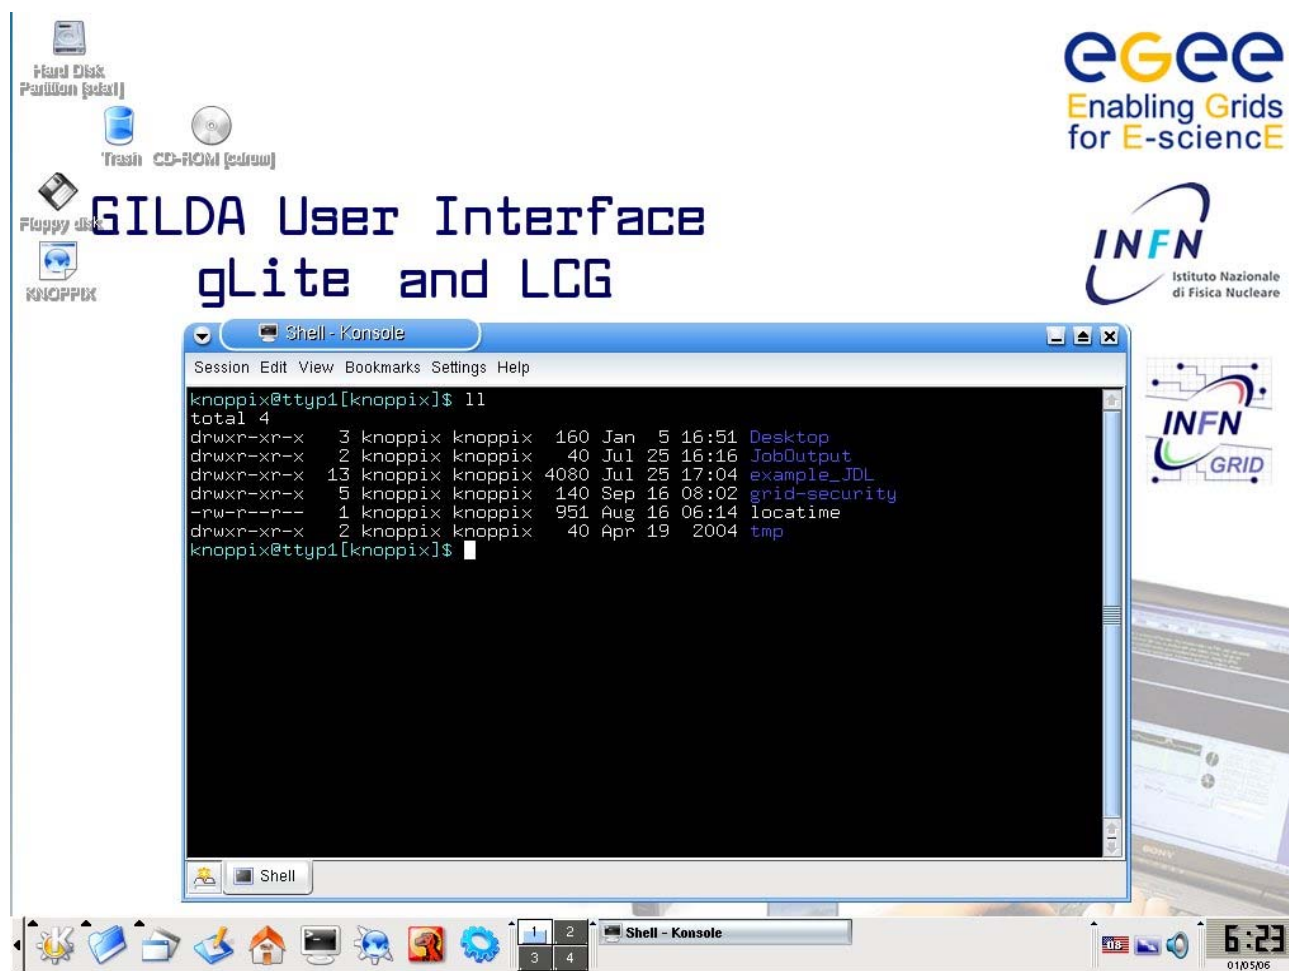 Hard Disk
Partition [sda1]
Trash
CD-ROM [cdrow]
Floppy disk
KNOPPIX
eGee
Enabling Grids
for E-sciencE
GILDA User Interface
gLite and LCG
INFN
Istituto Nazionale
di Fisica Nucleare
INFN
GRID
Shell - Konsole
Session Edit View Bookmarks Settings Help
knoppix@ttyp1[knoppix]$ ll
total 4
drwxr-xr-x 3 knoppix knoppix 160 Jan 5 16:51 Desktop
drwxr-xr-x 2 knoppix knoppix 40 Jul 25 16:16 JobOutput
drwxr-xr-x 13 knoppix knoppix 4080 Jul 25 17:04 example_JDL
drwxr-xr-x 5 knoppix knoppix 140 Sep 16 08:02 grid-security
-rw-r--r-- 1 knoppix knoppix 951 Aug 16 06:14 locatime
drwxr-xr-x 2 knoppix knoppix 40 Apr 19 2004 tmp
knoppix@ttyp1[knoppix]$
Shell
SONY
1 2
3 4
Shell - Konsole
us
6:23
01/05/06